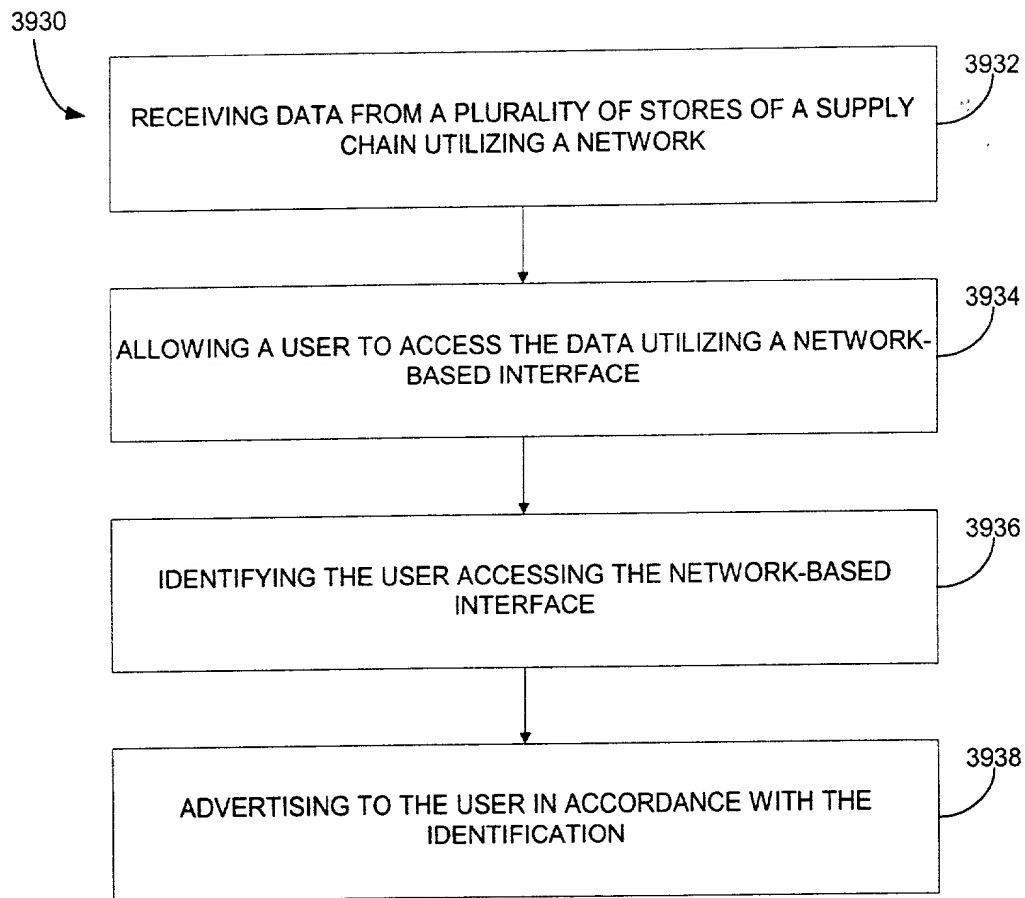 3930
3932
RECEIVING DATA FROM A PLURALITY OF STORES OF A SUPPLY
CHAIN UTILIZING A NETWORK
3934
ALLOWING A USER TO ACCESS THE DATA UTILIZING A NETWORK-
BASED INTERFACE
3936
IDENTIFYING THE USER ACCESSING THE NETWORK-BASED
INTERFACE
3938
ADVERTISING TO THE USER IN ACCORDANCE WITH THE
IDENTIFICATION